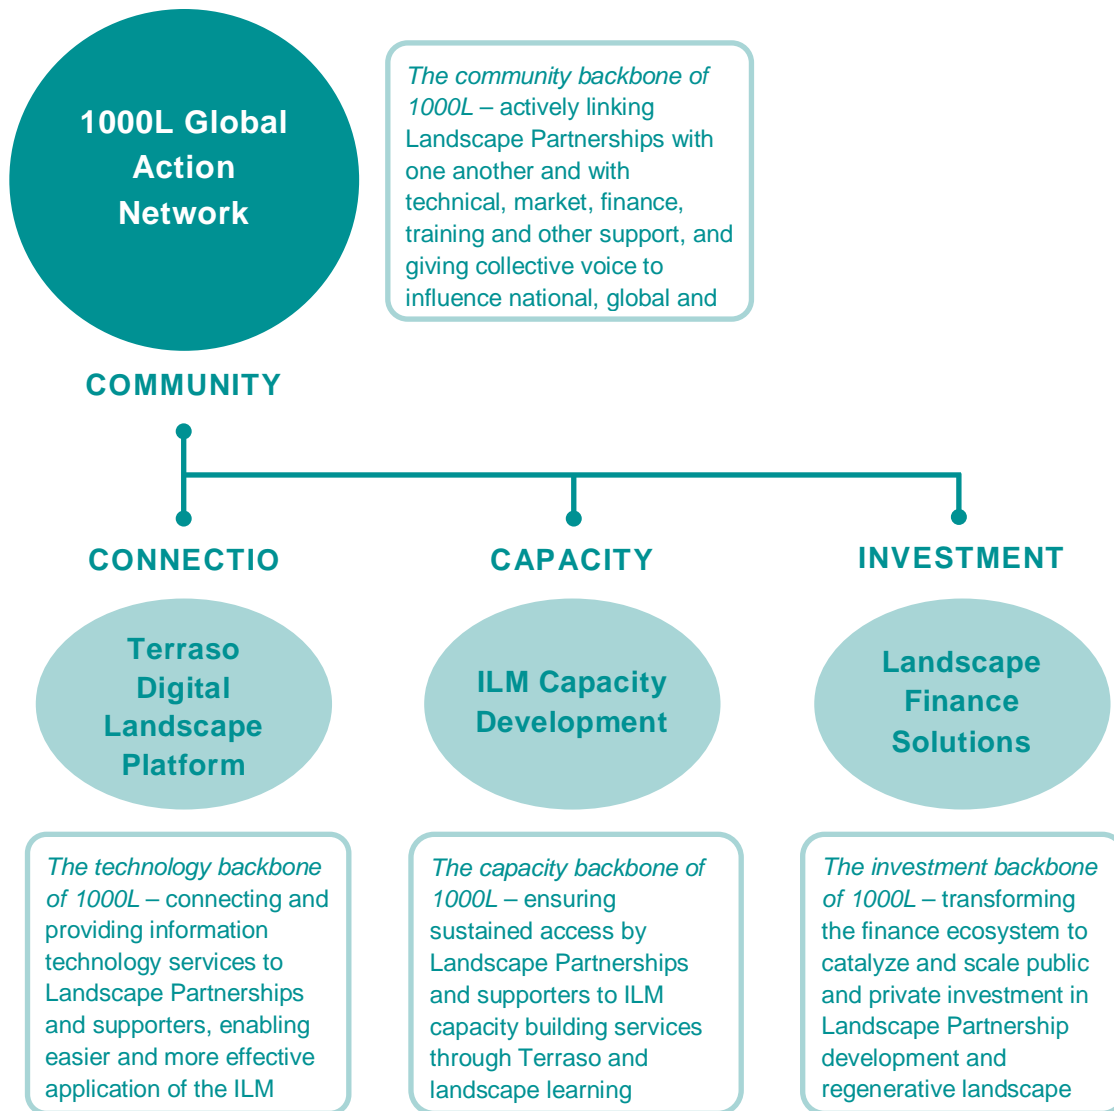 1000L Global
Action
Network
The community backbone of
1000L – actively linking
Landscape Partnerships with
one another and with
technical, market, finance,
training and other support, and
giving collective voice to
influence national, global and
COMMUNITY
CONNECTIO
CAPACITY
INVESTMENT
Terraso
Digital
Landscape
Platform
ILM Capacity
Development
Landscape
Finance
Solutions
The technology backbone
of 1000L – connecting and
providing information
technology services to
Landscape Partnerships
and supporters, enabling
easier and more effective
application of the ILM
The capacity backbone of
1000L – ensuring
sustained access by
Landscape Partnerships
and supporters to ILM
capacity building services
through Terraso and
landscape learning
The investment backbone
of 1000L – transforming
the finance ecosystem to
catalyze and scale public
and private investment in
Landscape Partnership
development and
regenerative landscape